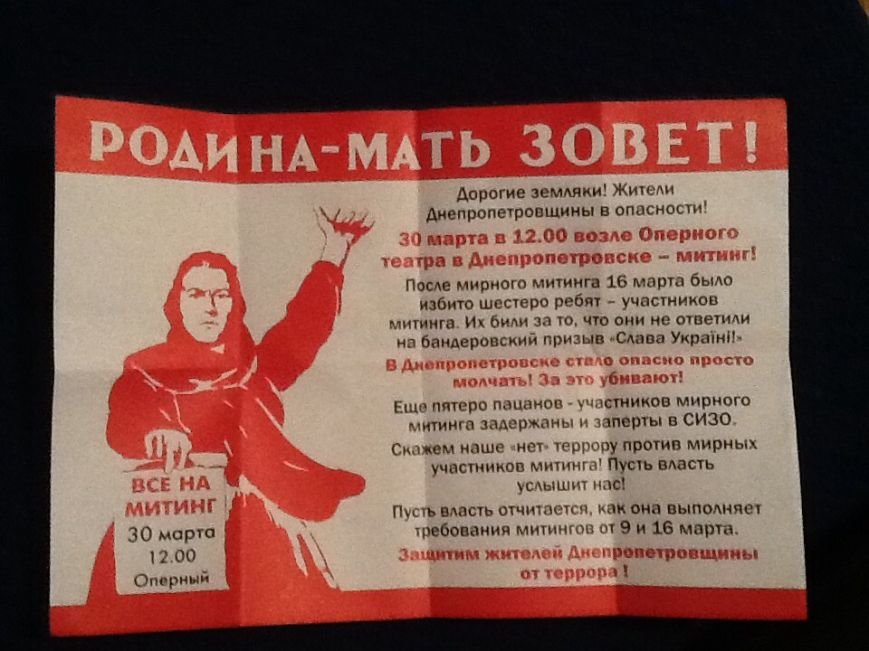 РОДИНА-МАТЬ ЗОВЕТ!
Дорогие земляки! Жители
Днепропетровщины в опасности!
30 марта в 12.00 возле Оперного
театра в Днепропетровске – митинг!
После мирного митинга 16 марта было
избито шестеро ребят – участников
митинга. Их били за то, что они не ответили
на бандеровский призыв «Слава Україні!»
В Днепропетровске стало опасно просто
молчать! За это убивают!
Еще пятеро пацанов - участников мирного
митинга задержаны и заперты в СИЗО.
Скажем наше «нет» террору против мирных
участников митинга! Пусть власть
услышит нас!
Пусть власть отчитается, как она выполняет
требования митингов от 9 и 16 марта.
Защитим жителей Днепропетровщины
от террора !
ВСЕ НА
МИТИНГ
30 марта
12.00
Оперный